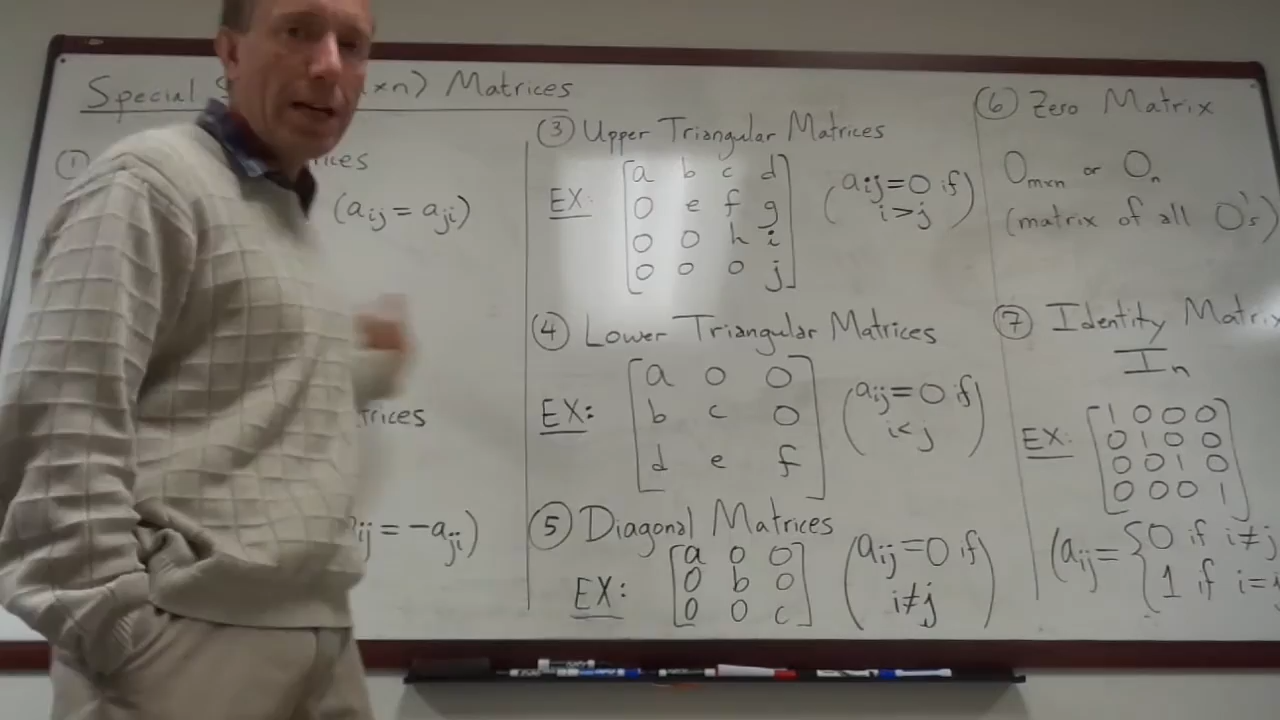 Special ×n) Matrices
①
(aij = aji)
(aij = -aji)
③ Upper Triangular Matrices
EX:
a b c d
0 e f g
0 0 h i
0 0 0 j
(aij=0 if
i>j)
④ Lower Triangular Matrices
EX:
a 0 0
b c 0
d e f
(aij=0 if
i<j)
⑤ Diagonal Matrices
EX:
a 0 0
0 b 0
0 0 c
(aij=0 if
i≠j)
⑥ Zero Matrix
Om×n or On
(matrix of all 0's)
⑦ Identity Matrix
In
EX:
1 0 0 0
0 1 0 0
0 0 1 0
0 0 0 1
(aij= {0 if i≠j
1 if i=